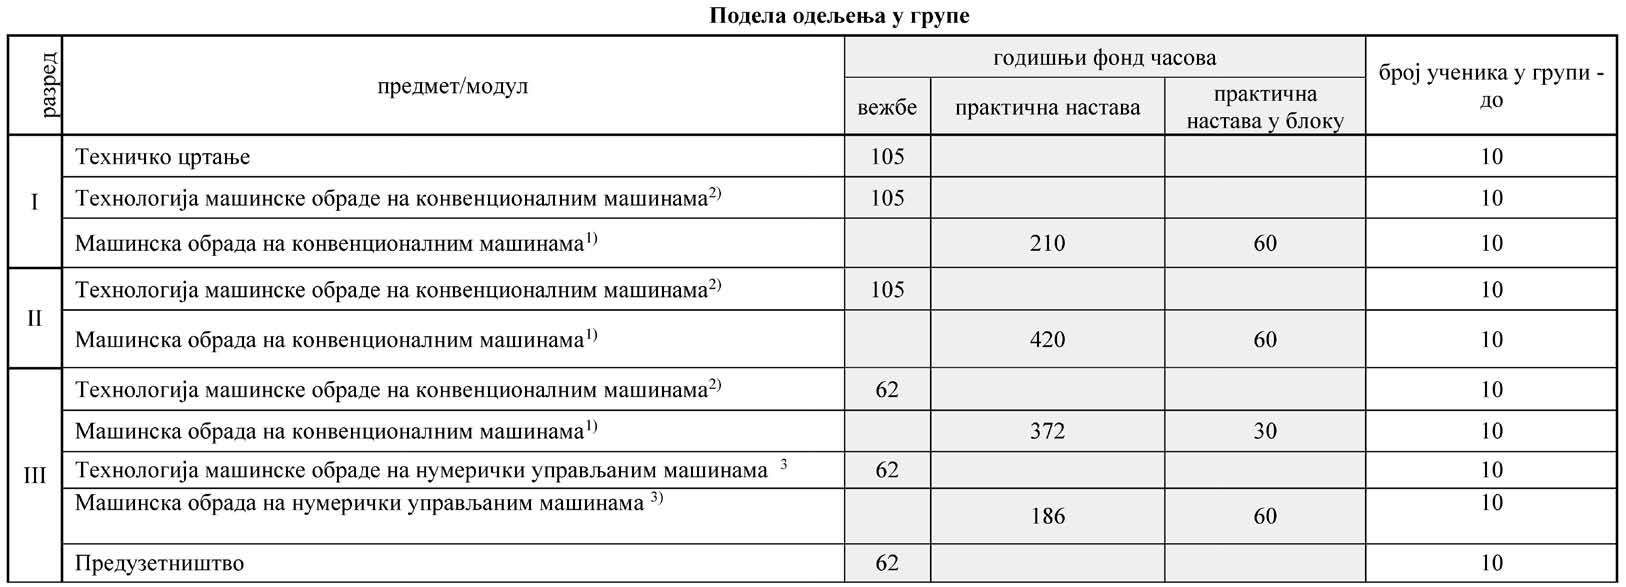 Подела одељења у групе
разред
предмет/модул
годишњи фонд часова
број ученика у групи -
до
вежбе
практична настава
практична
настава у блоку
I
Техничко цртање 105 10
Технологија машинске обраде на конвенционалним машинама2) 105 10
Машинска обрада на конвенционалним машинама1) 210 60 10
II
Технологија машинске обраде на конвенционалним машинама2) 105 10
Машинска обрада на конвенционалним машинама1) 420 60 10
III
Технологија машинске обраде на конвенционалним машинама2) 62 10
Машинска обрада на конвенционалним машинама1) 372 30 10
Технологија машинске обраде на нумерички управљаним машинама 3 62 10
Машинска обрада на нумерички управљаним машинама 3) 186 60 10
Предузетништво 62 10